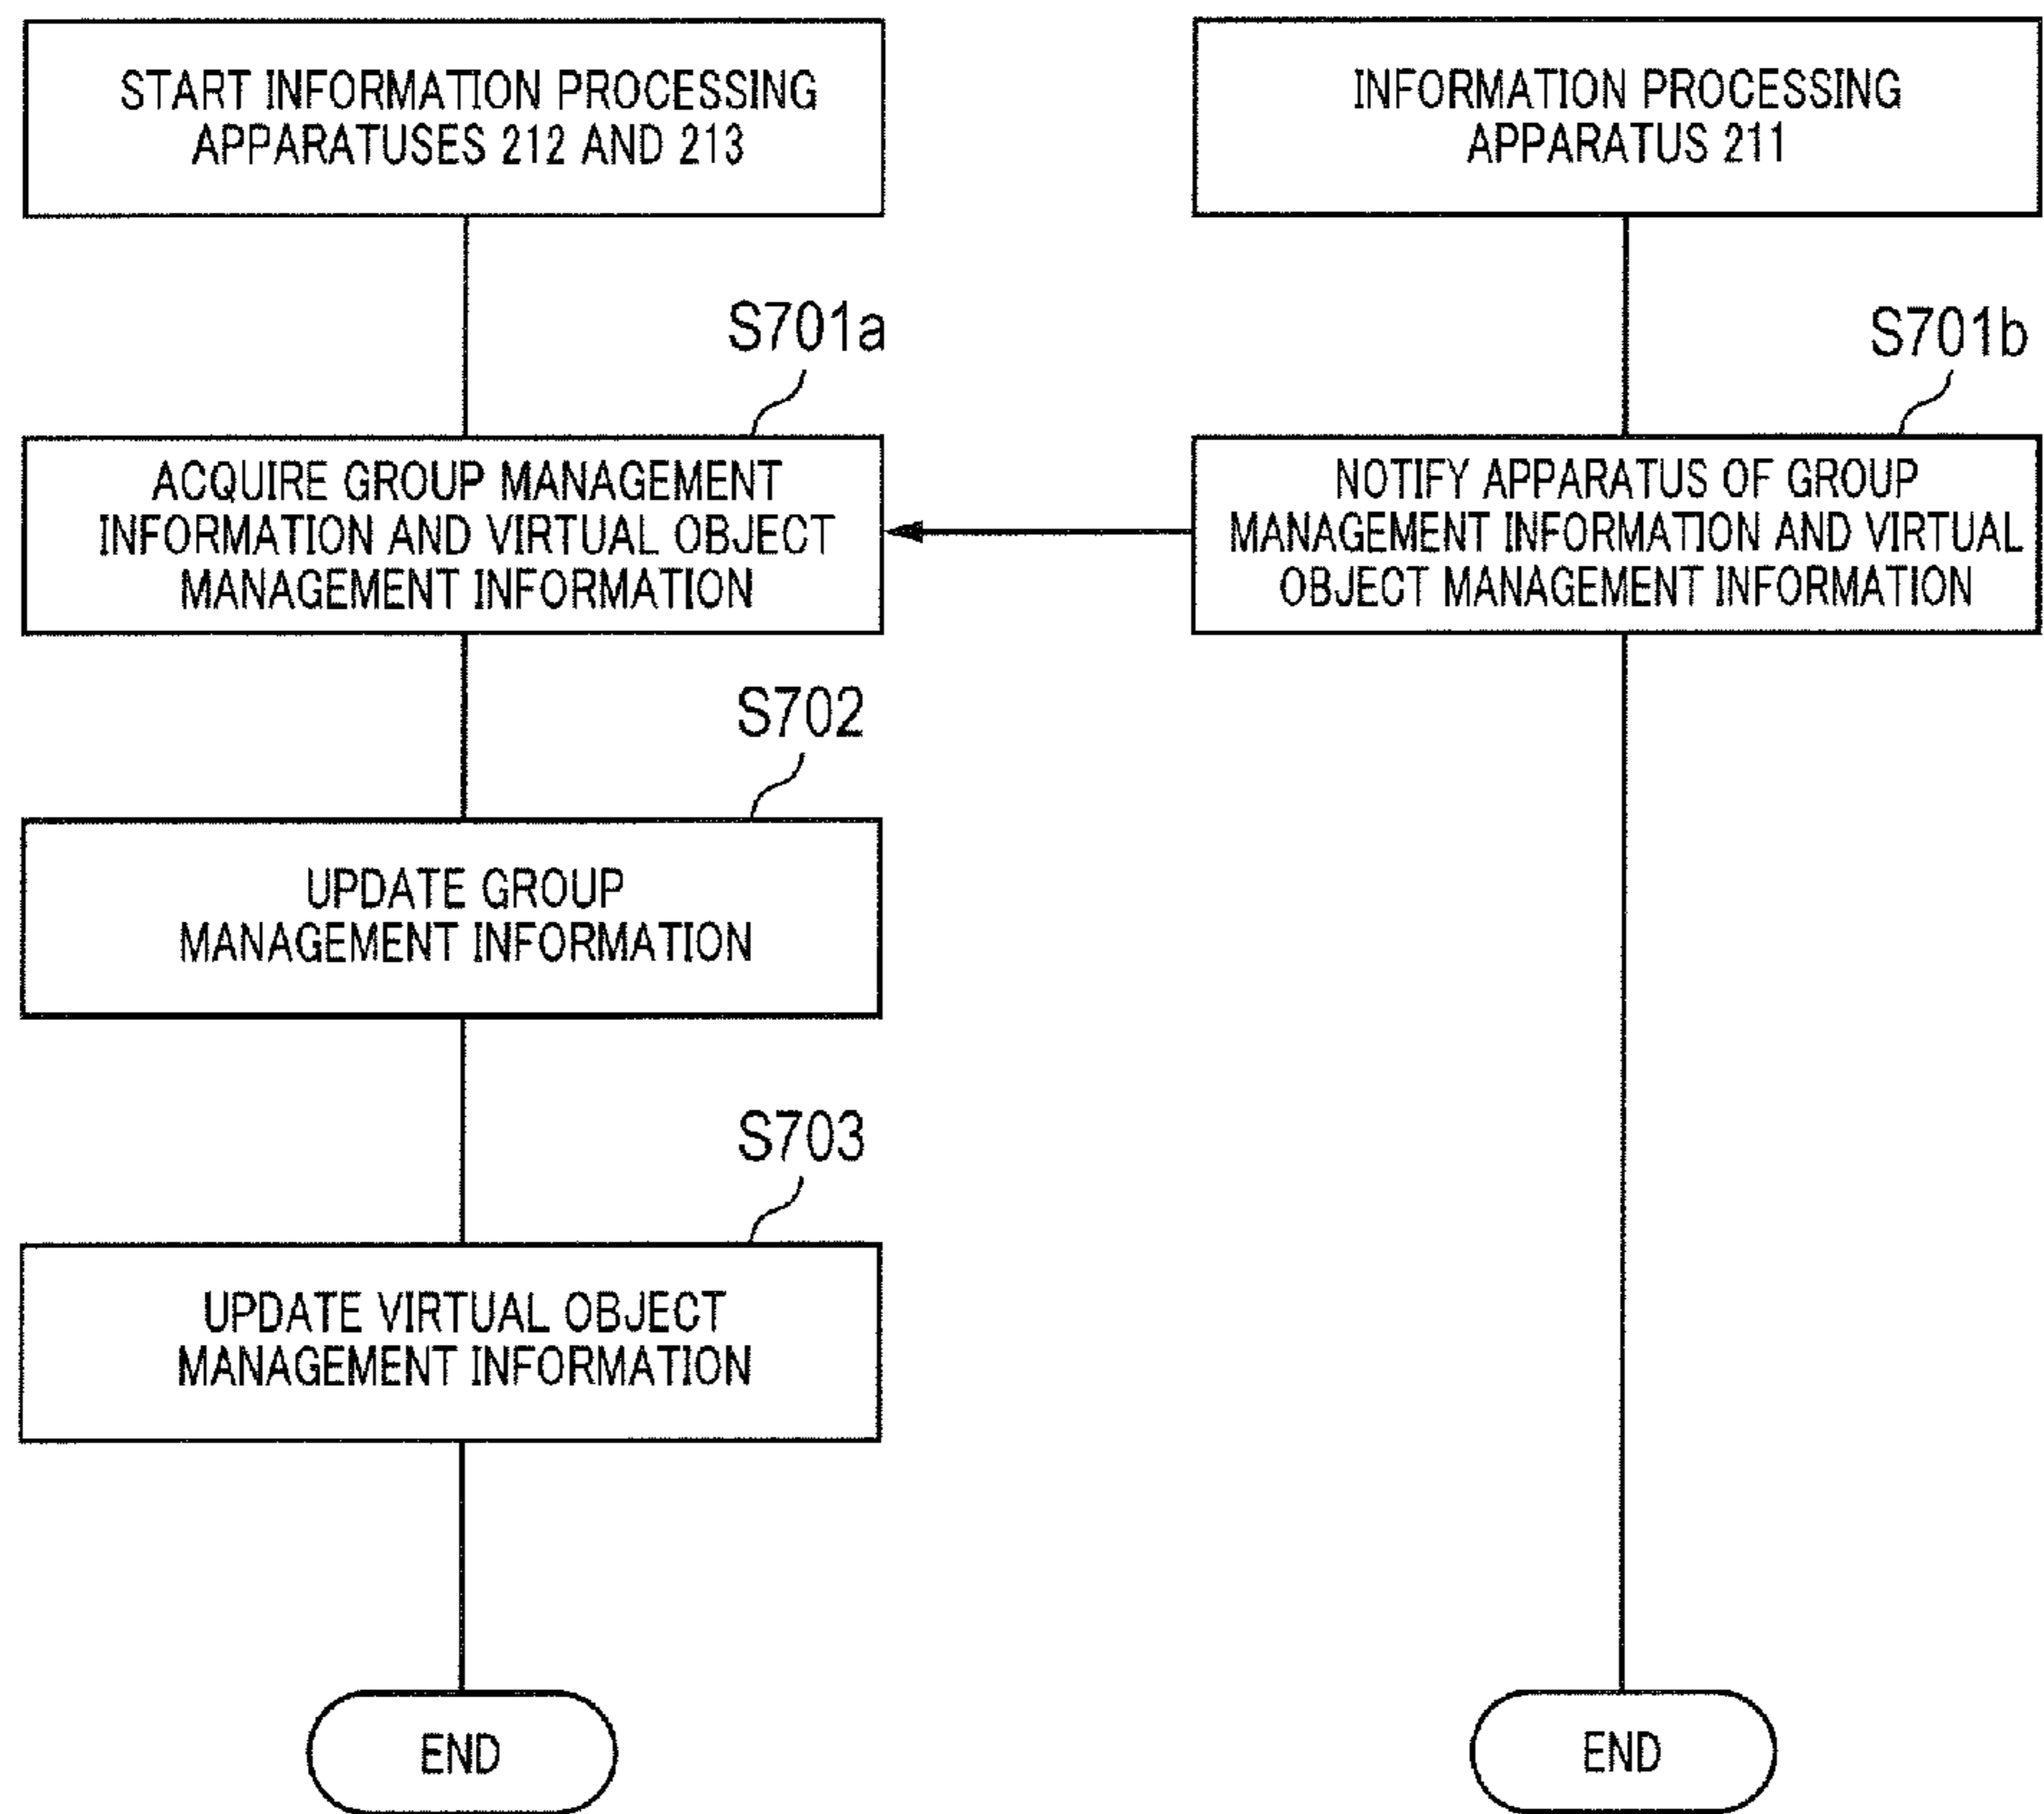 START INFORMATION PROCESSING
APPARATUSES 212 AND 213
INFORMATION PROCESSING
APPARATUS 211
S701a
S701b
ACQUIRE GROUP MANAGEMENT
INFORMATION AND VIRTUAL OBJECT
MANAGEMENT INFORMATION
NOTIFY APPARATUS OF GROUP
MANAGEMENT INFORMATION AND VIRTUAL
OBJECT MANAGEMENT INFORMATION
S702
UPDATE GROUP
MANAGEMENT INFORMATION
S703
UPDATE VIRTUAL OBJECT
MANAGEMENT INFORMATION
END
END